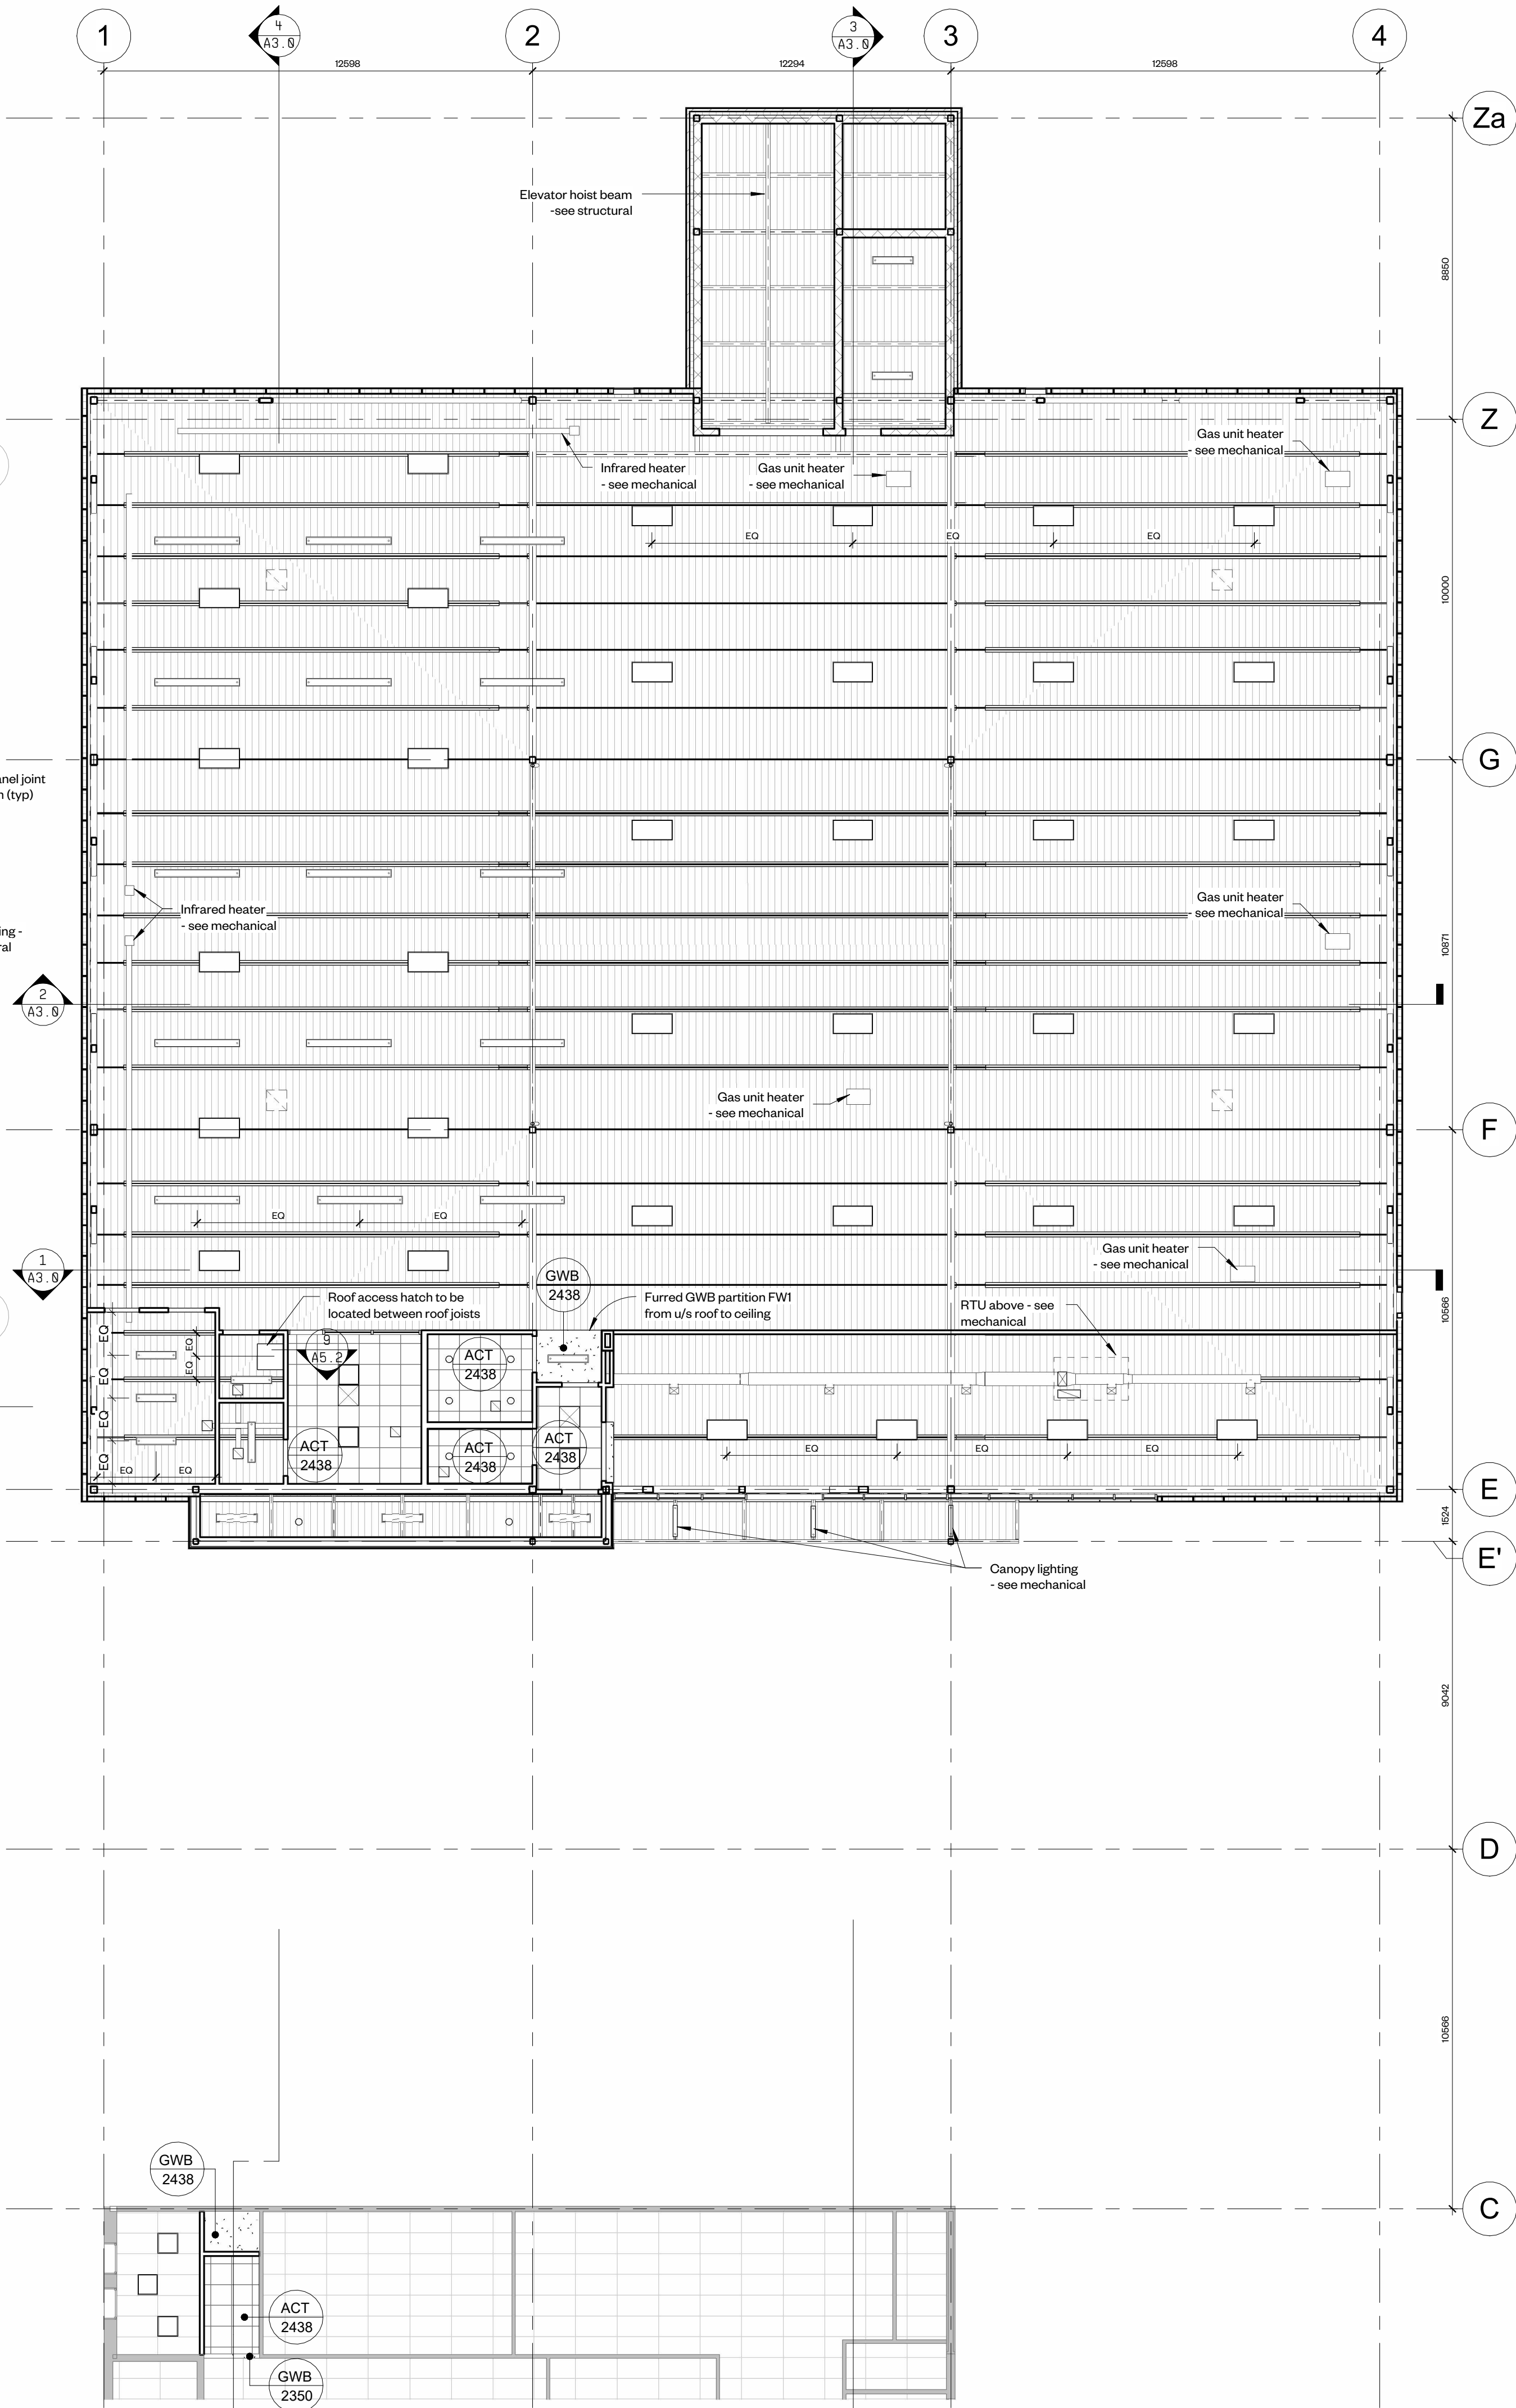 1
4
A3.0
2
3
A3.0
3
4
12598
12294
12598
Za
Elevator hoist beam
-see structural
8850
Z
Infrared heater
- see mechanical
Gas unit heater
- see mechanical
Gas unit heater
- see mechanical
EQ
EQ
EQ
10000
G
anel joint
n (typ)
Infrared heater
- see mechanical
Gas unit heater
- see mechanical
ing -
ral
10871
2
A3.0
Gas unit heater
- see mechanical
F
EQ
EQ
1
A3.0
GWB
2438
Gas unit heater
- see mechanical
Roof access hatch to be
located between roof joists
Furred GWB partition FW1
from u/s roof to ceiling
RTU above - see
mechanical
10566
EQ
EQ
EQ
EQ
EQ
EQ
9
A5.2
ACT
2438
ACT
2438
ACT
2438
ACT
2438
EQ
EQ
EQ
EQ
EQ
E
1524
E'
Canopy lighting
- see mechanical
9042
D
10566
GWB
2438
C
ACT
2438
GWB
2350